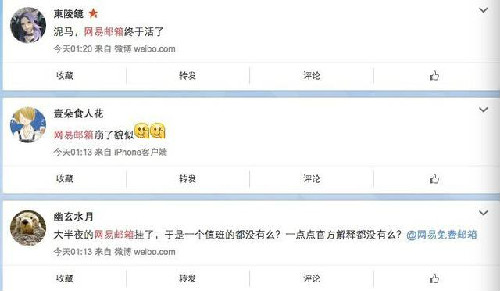 東陵鏡
泥马，网易邮箱终于活了
今天01:20 来自 微博 weibo.com
收藏 转发 评论
壹朵食人花
网易邮箱崩了貌似
今天01:13 来自 iPhone客户端
收藏 转发 评论
幽玄水月
大半夜的网易邮箱挂了，于是一个值班的都没有么？一点点官方解释都没有么？@网易免费邮箱
今天01:13 来自 微博 weibo.com
收藏 转发 评论